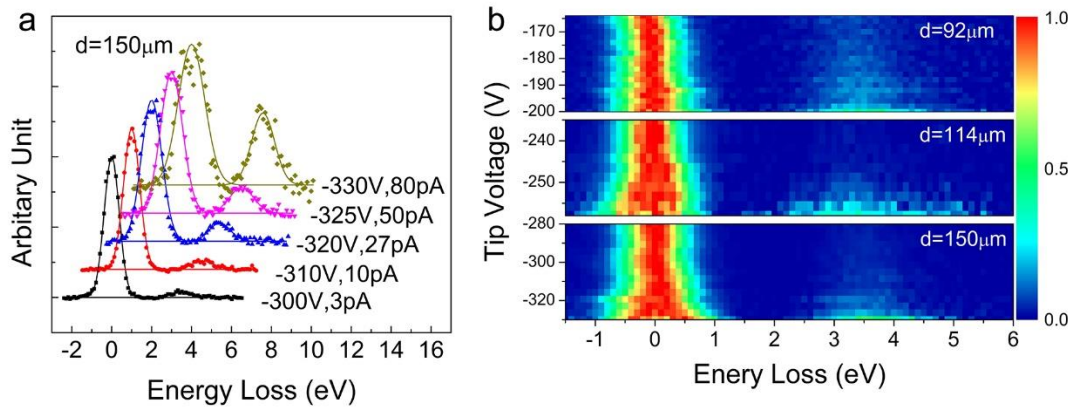 a
d=150μm
Arbitary Unit
-330V,80pA
-325V,50pA
-320V,27pA
-310V,10pA
-300V,3pA
-2 0 2 4 6 8 10 12 14 16
Energy Loss (eV)
b
Tip Voltage (V)
-170
-180
-190
-200
d=92μm
-250
-280
d=114μm
-300
-320
d=150μm
-1 0 1 2 3 4 5 6
Enery Loss (eV)
1.0
0.5
0.0